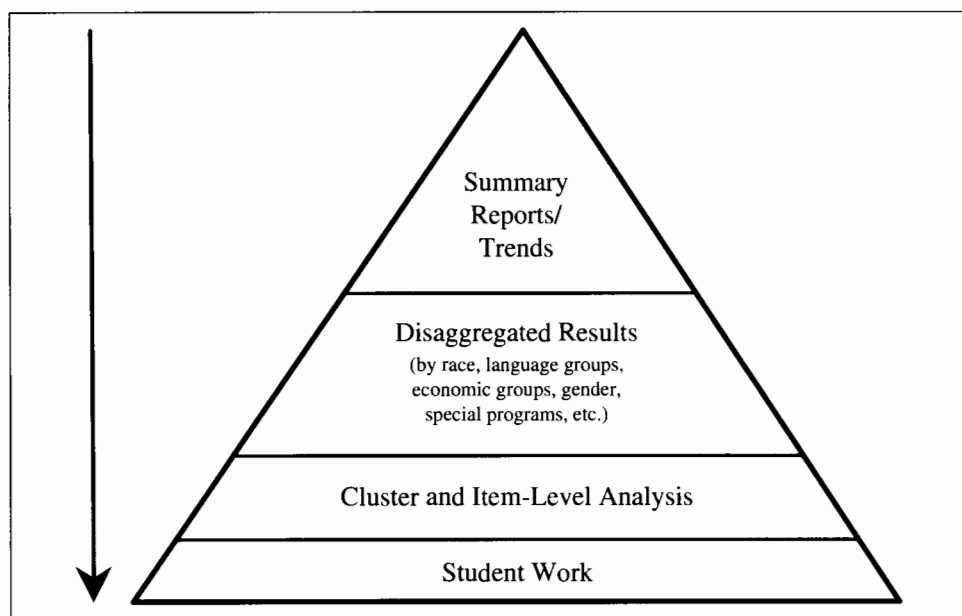 Summary
Reports/
Trends
Disaggregated Results
(by race, language groups,
economic groups, gender,
special programs, etc.)
Cluster and Item-Level Analysis
Student Work